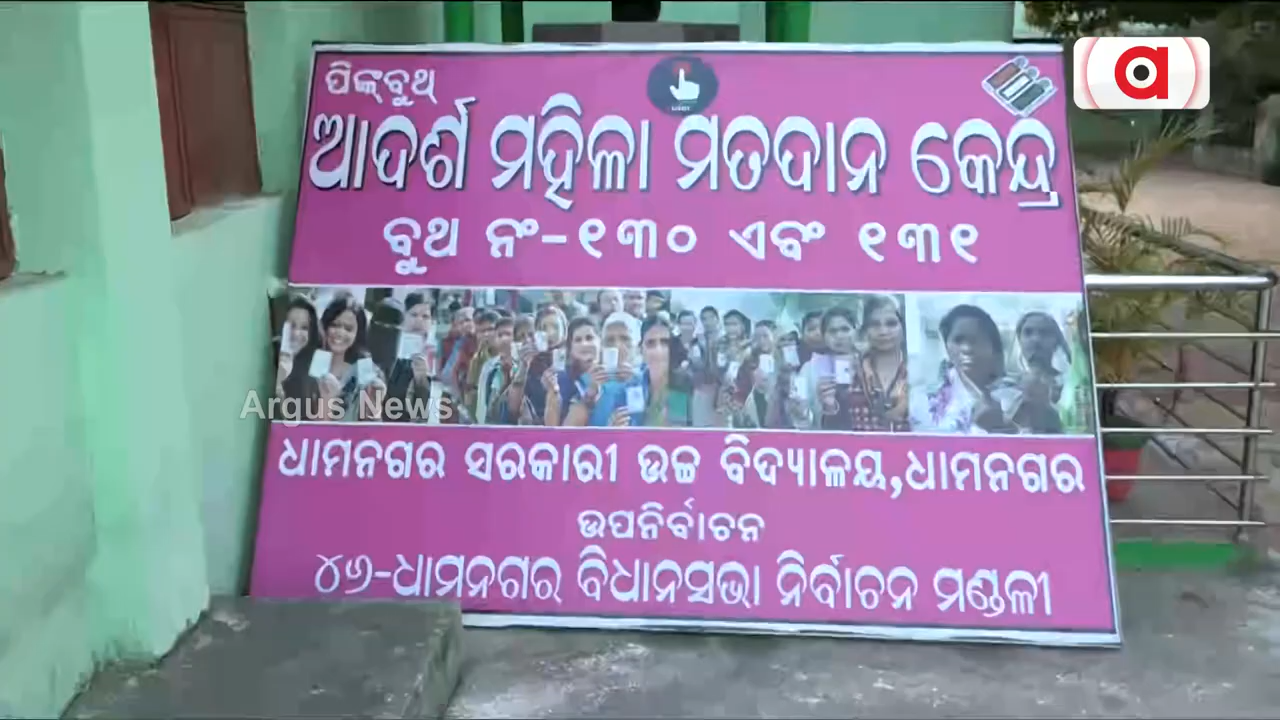 ପିଙ୍କ୍‌ବୁଥ୍
ଆଦର୍ଶ ମହିଳା ମତଦାନ କେନ୍ଦ୍ର
ବୁଥ ନଂ-୧୩୦ ଏବଂ ୧୩୧
Argus News
ଧାମନଗର ସରକାରୀ ଉଚ୍ଚ ବିଦ୍ୟାଳୟ,ଧାମନଗର
ଉପନିର୍ବାଚନ
୪୬-ଧାମନଗର ବିଧାନସଭା ନିର୍ବାଚନ ମଣ୍ଡଳୀ